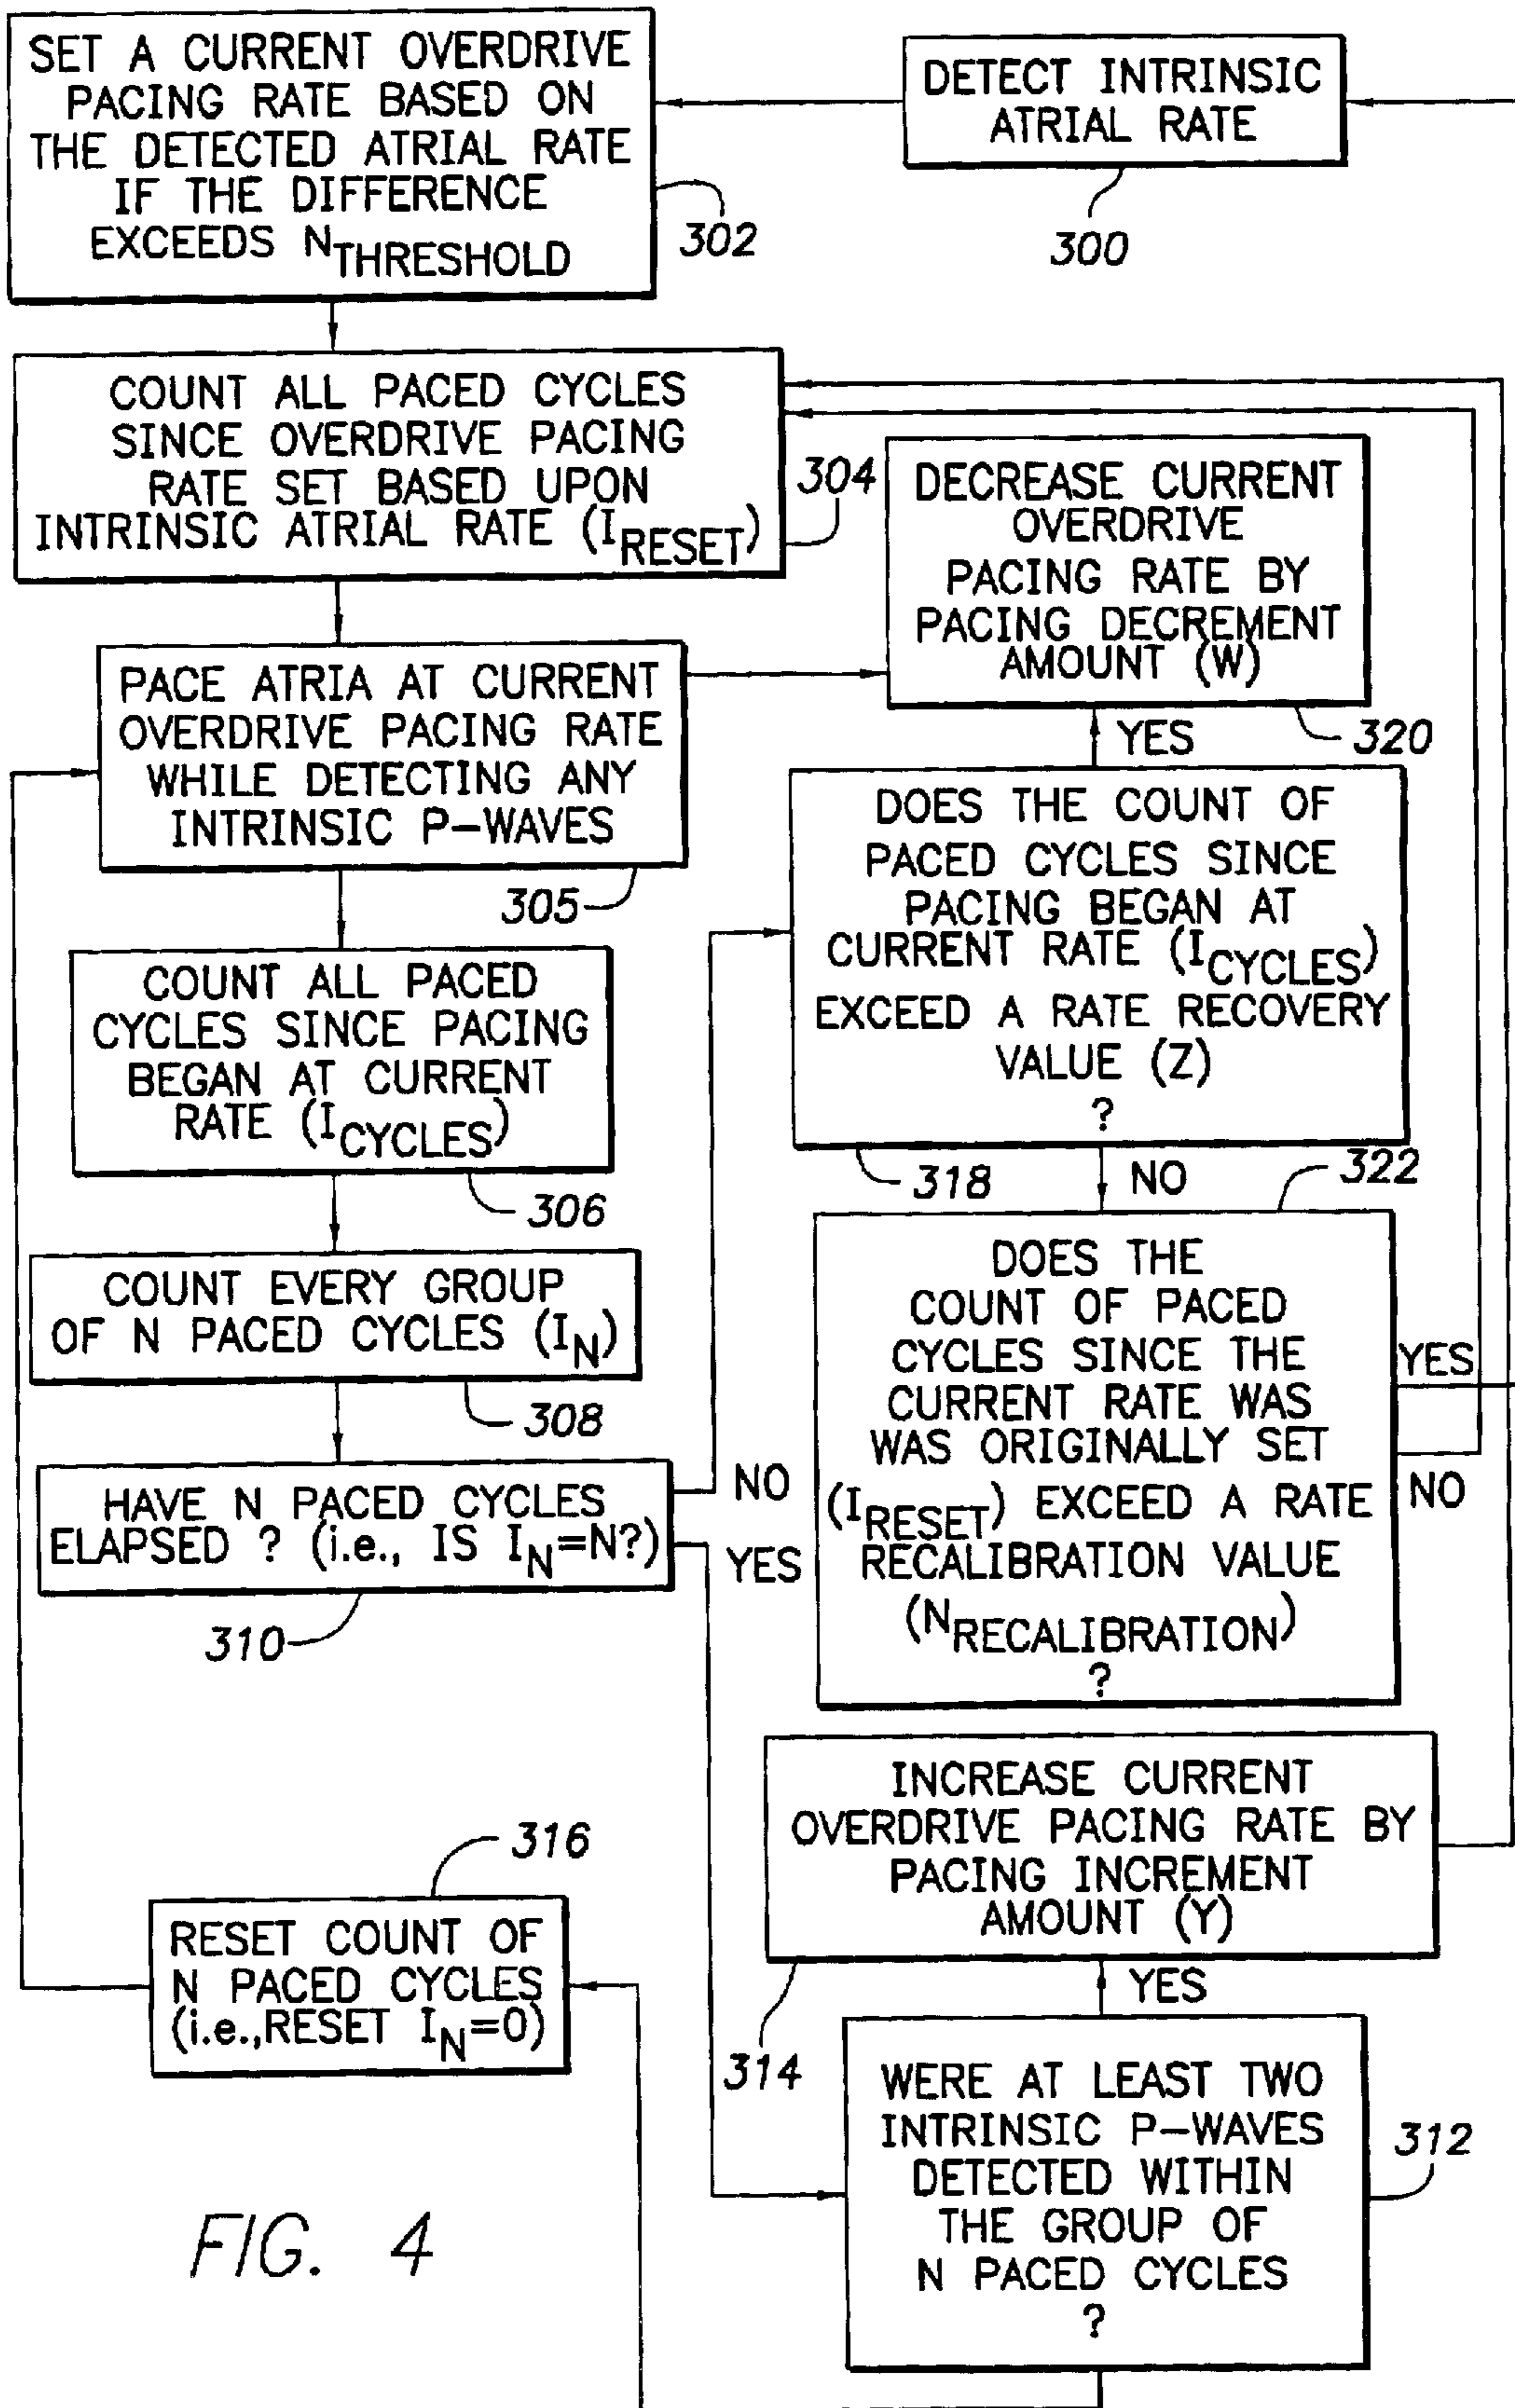 SET A CURRENT OVERDRIVE
PACING RATE BASED ON
THE DETECTED ATRIAL RATE
IF THE DIFFERENCE
EXCEEDS NTHRESHOLD
302
DETECT INTRINSIC
ATRIAL RATE
300
COUNT ALL PACED CYCLES
SINCE OVERDRIVE PACING
RATE SET BASED UPON
INTRINSIC ATRIAL RATE (IRESET)
304
DECREASE CURRENT
OVERDRIVE
PACING RATE BY
PACING DECREMENT
AMOUNT (W)
320
PACE ATRIA AT CURRENT
OVERDRIVE PACING RATE
WHILE DETECTING ANY
INTRINSIC P-WAVES
305
YES
DOES THE COUNT OF
PACED CYCLES SINCE
PACING BEGAN AT
CURRENT RATE (ICYCLES)
EXCEED A RATE RECOVERY
VALUE (Z)
?
318
NO
322
COUNT ALL PACED
CYCLES SINCE PACING
BEGAN AT CURRENT
RATE (ICYCLES)
306
COUNT EVERY GROUP
OF N PACED CYCLES (IN)
308
HAVE N PACED CYCLES
ELAPSED ? (i.e., IS IN=N?)
310
NO
YES
DOES THE
COUNT OF PACED
CYCLES SINCE THE
CURRENT RATE WAS
WAS ORIGINALLY SET
(IRESET) EXCEED A RATE
RECALIBRATION VALUE
(NRECALIBRATION)
?
YES
NO
INCREASE CURRENT
OVERDRIVE PACING RATE BY
PACING INCREMENT
AMOUNT (Y)
314
YES
316
RESET COUNT OF
N PACED CYCLES
(i.e.,RESET IN=0)
WERE AT LEAST TWO
INTRINSIC P-WAVES
DETECTED WITHIN
THE GROUP OF
N PACED CYCLES
?
312
FIG. 4